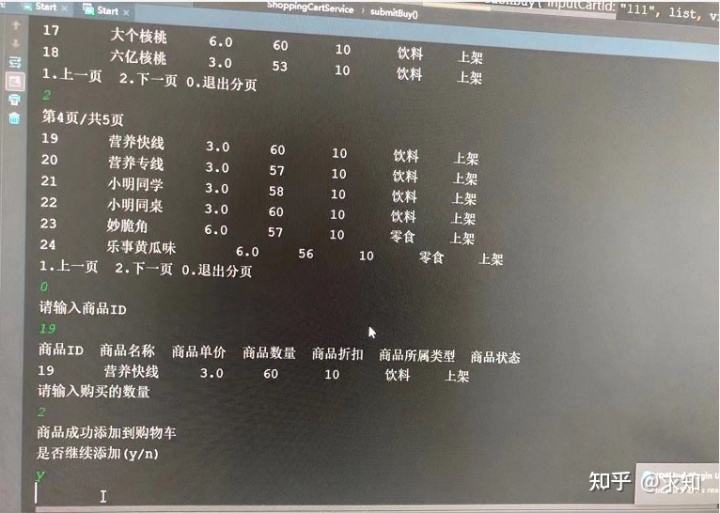 Start × Start ×
ShoppingCartService › submitBuy()
inputCartId: "111", list, vi
17 大个核桃 6.0 60 10 饮料 上架
18 六亿核桃 3.0 53 10 饮料 上架
1.上一页 2.下一页 0.退出分页
2
第4页/共5页
19 营养快线 3.0 60 10 饮料 上架
20 营养专线 3.0 57 10 饮料 上架
21 小明同学 3.0 58 10 饮料 上架
22 小明同桌 3.0 60 10 饮料 上架
23 妙脆角 6.0 57 10 零食 上架
24 乐事黄瓜味 6.0 56 10 零食 上架
1.上一页 2.下一页 0.退出分页
0
请输入商品ID
19
商品ID 商品名称 商品单价 商品数量 商品折扣 商品所属类型 商品状态
19 营养快线 3.0 60 10 饮料 上架
请输入购买的数量
2
商品成功添加到购物车
是否继续添加(y/n)
y
知乎 @求知